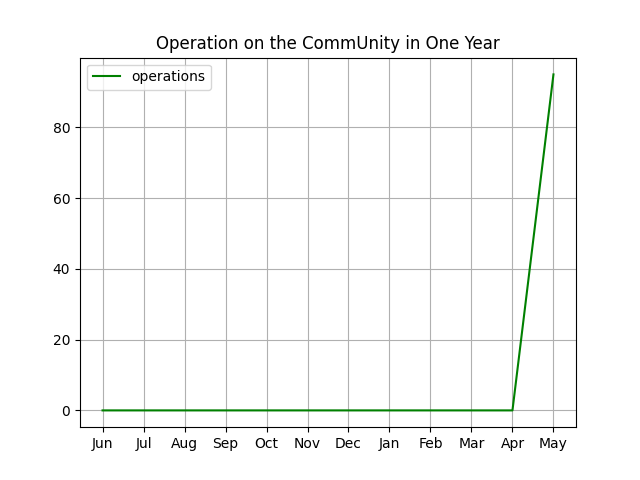 Operation on the CommUnity in One Year
operations
80
60
40
20
0
Jun Jul Aug Sep Oct Nov Dec Jan Feb Mar Apr May